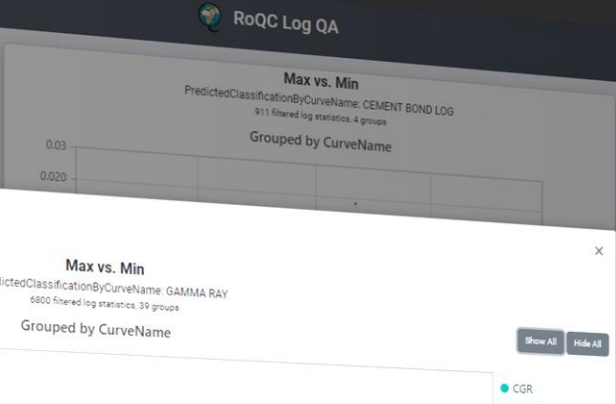 RoQC Log QA
Max vs. Min
PredictedClassificationByCurveName: CEMENT BOND LOG
911 filtered log statistics, 4 groups
Grouped by CurveName
0.03
0.020
×
Max vs. Min
dictedClassificationByCurveName: GAMMA RAY
6800 filtered log statistics, 39 groups
Grouped by CurveName
Show All Hide All
CGR